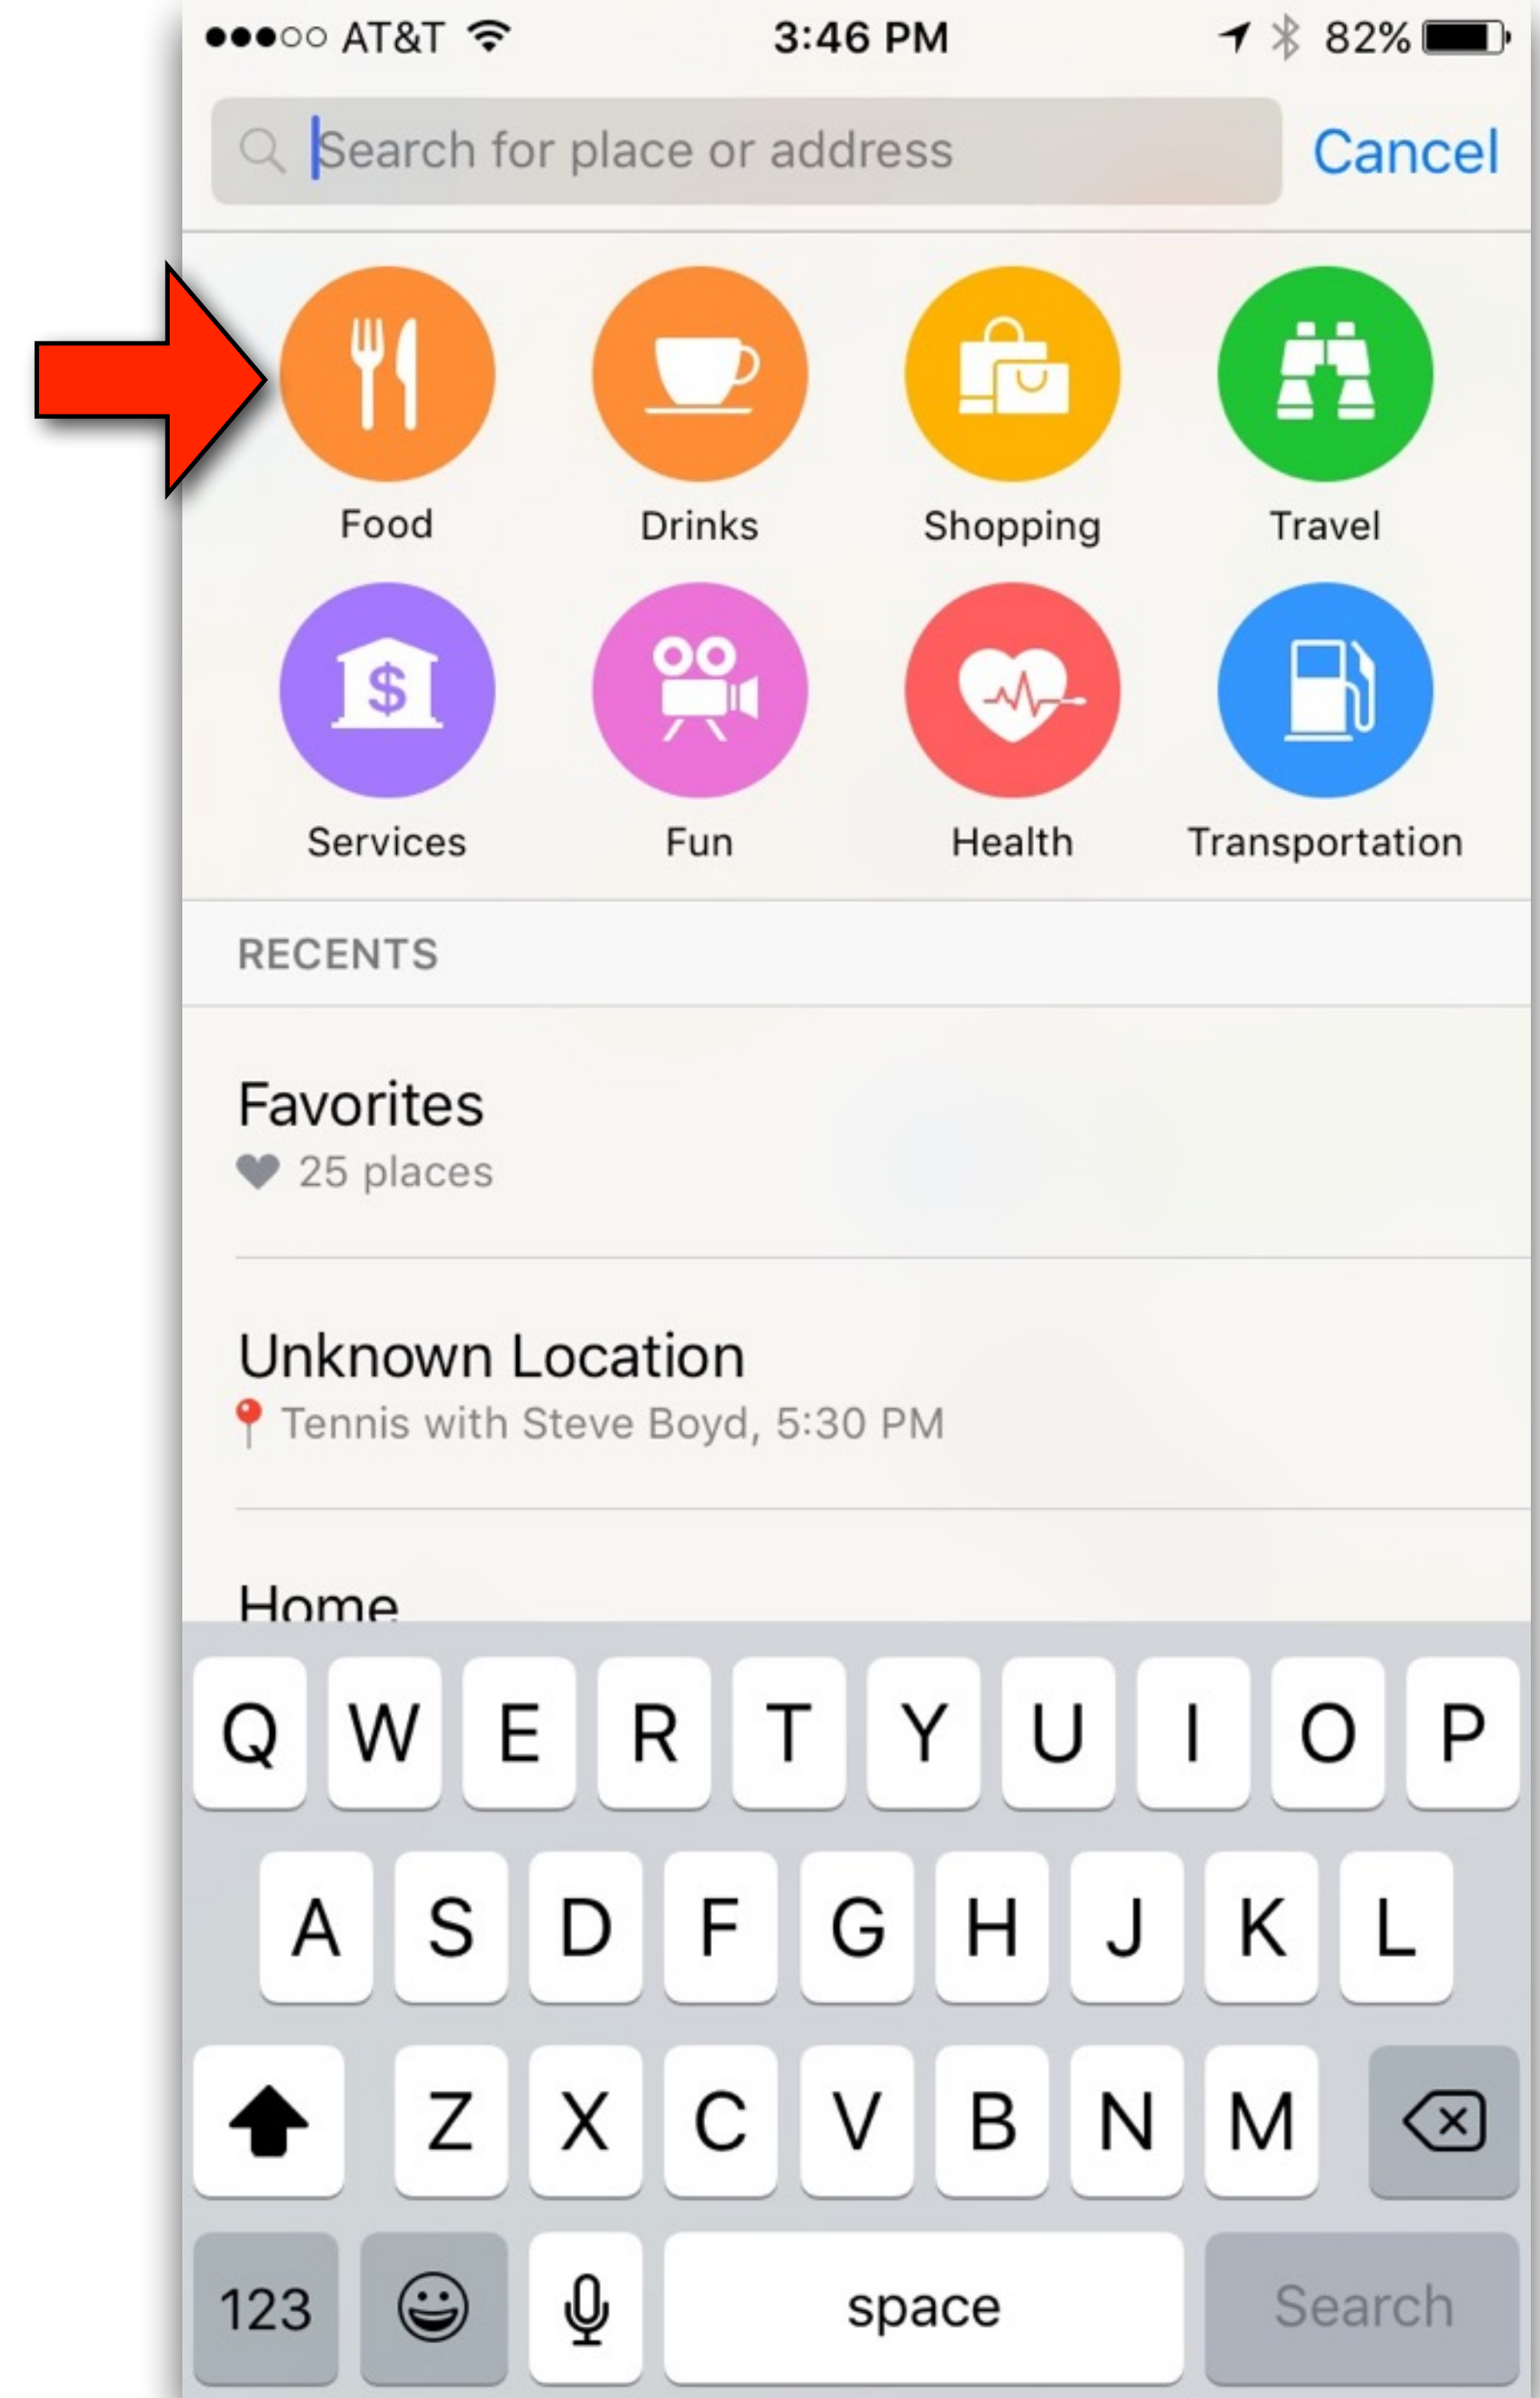 AT&T 3:46 PM 82%
Search for place or address Cancel
Food Drinks Shopping Travel
$
Services Fun Health Transportation
RECENTS
Favorites
25 places
Unknown Location
Tennis with Steve Boyd, 5:30 PM
Home
Q W E R T Y U I O P
A S D F G H J K L
Z X C V B N M
123 space Search